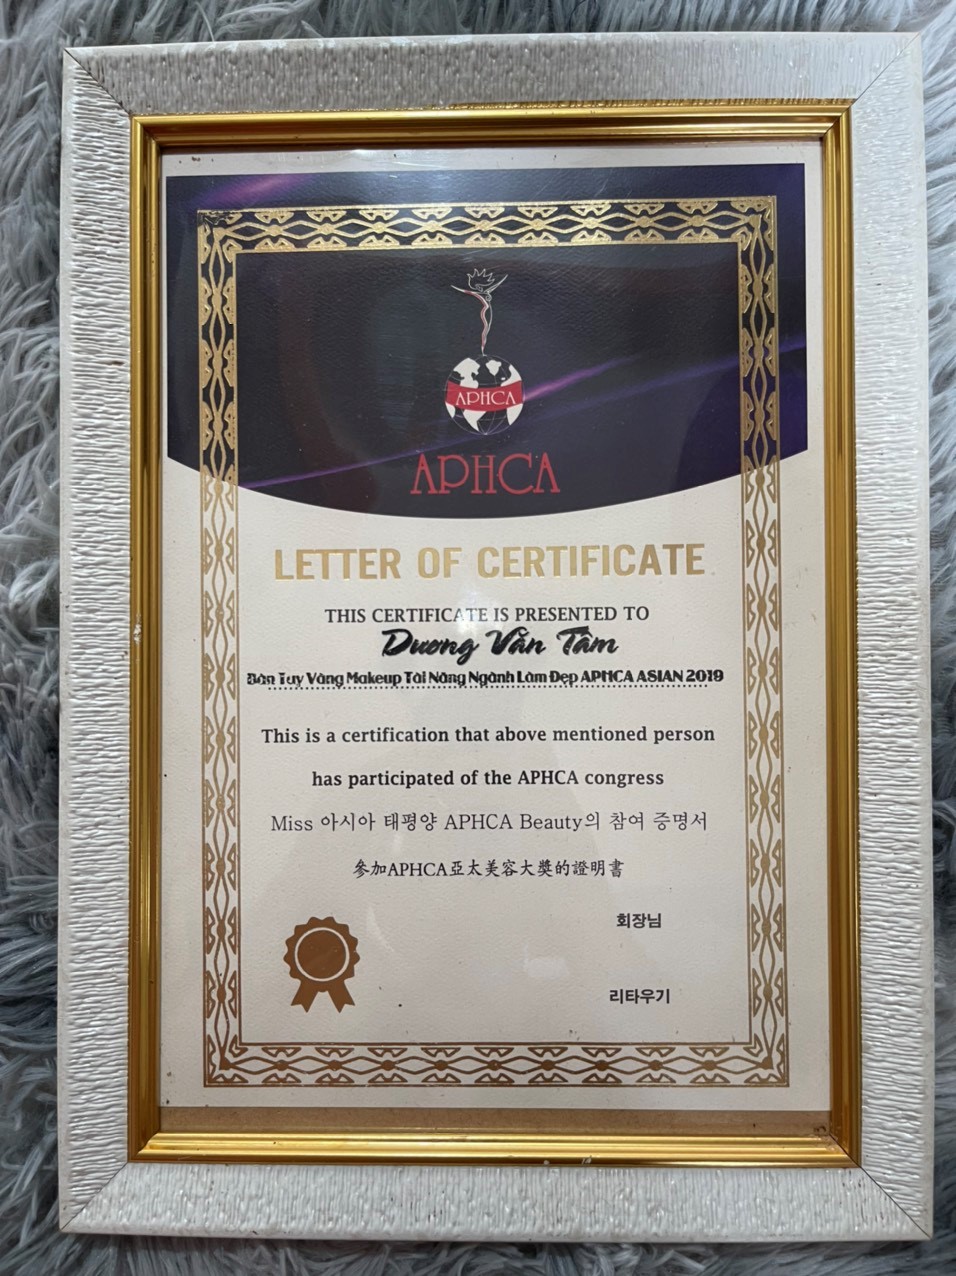 APHCA
APHCA
LETTER OF CERTIFICATE
THIS CERTIFICATE IS PRESENTED TO
Dương Văn Tâm
Bàn Tuy Vàng Makeup Tài Năng Ngành Làm Đẹp APHCA ASIAN 2019
This is a certification that above mentioned person
has participated of the APHCA congress
Miss 아시아 태평양 APHCA Beauty의 참여 증명서
參加APHCA亞太美容大獎的證明書
회장님
리타우기